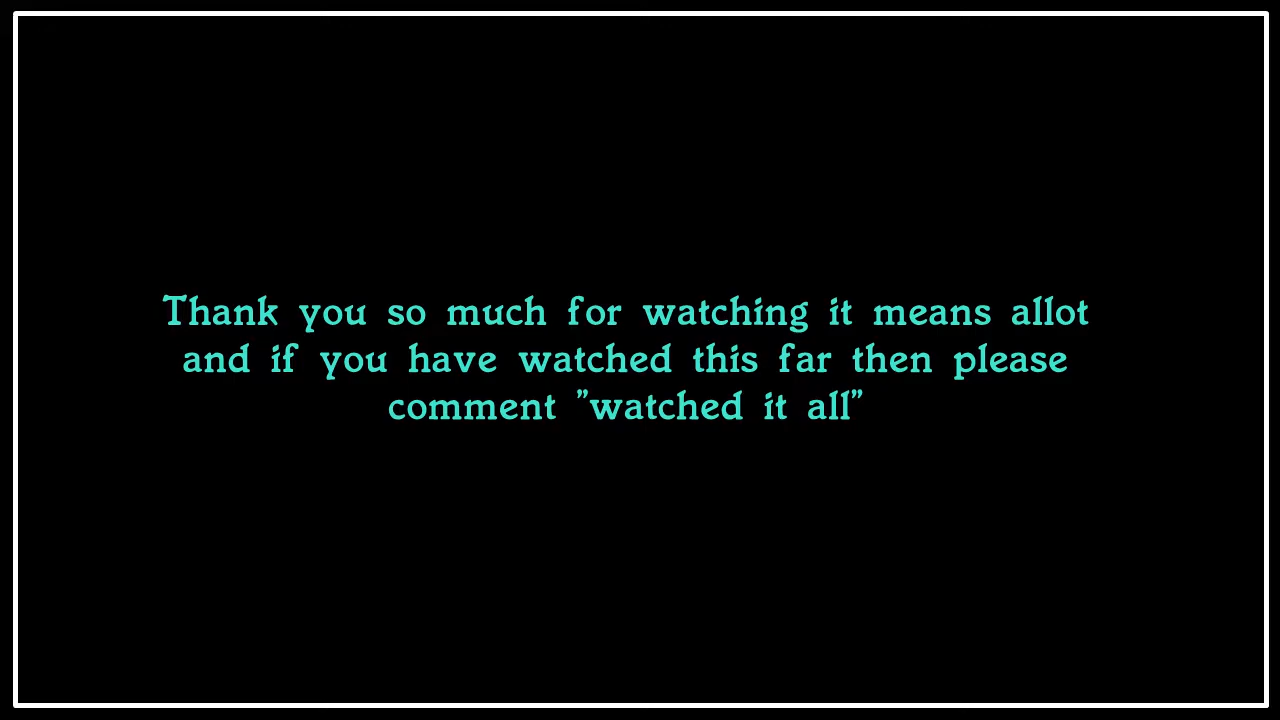 Thank you so much for watching it means allot
and if you have watched this far then please
comment "watched it all"